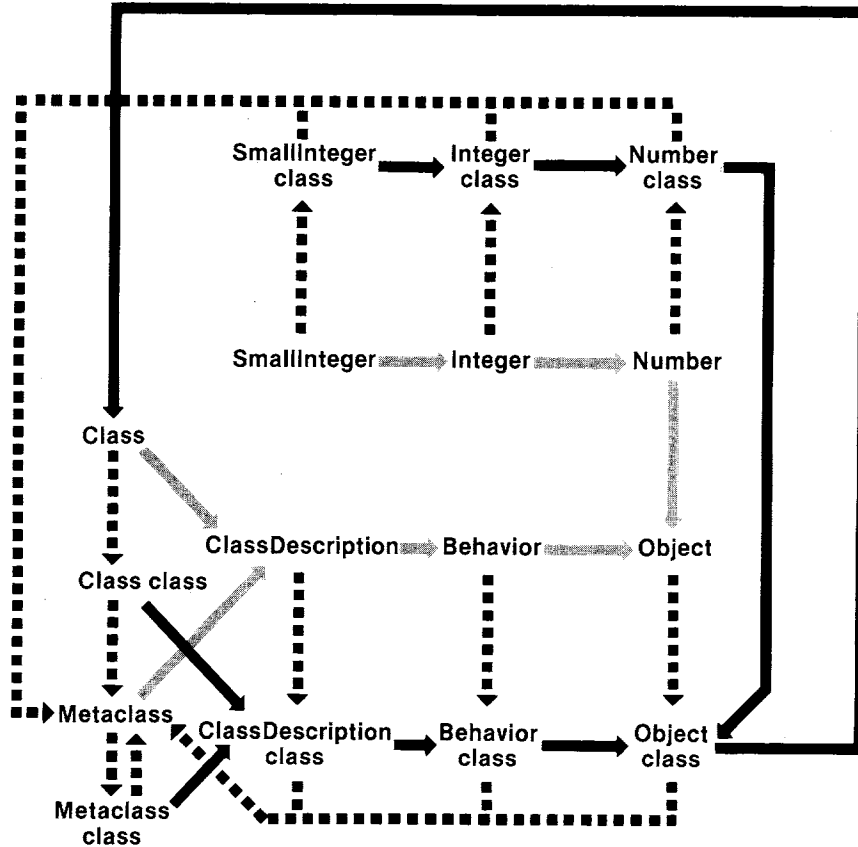 SmallInteger
class
Integer
class
Number
class
SmallInteger
Integer
Number
Class
ClassDescription
Behavior
Object
Class class
Metaclass
ClassDescription
class
Behavior
class
Object
class
Metaclass
class